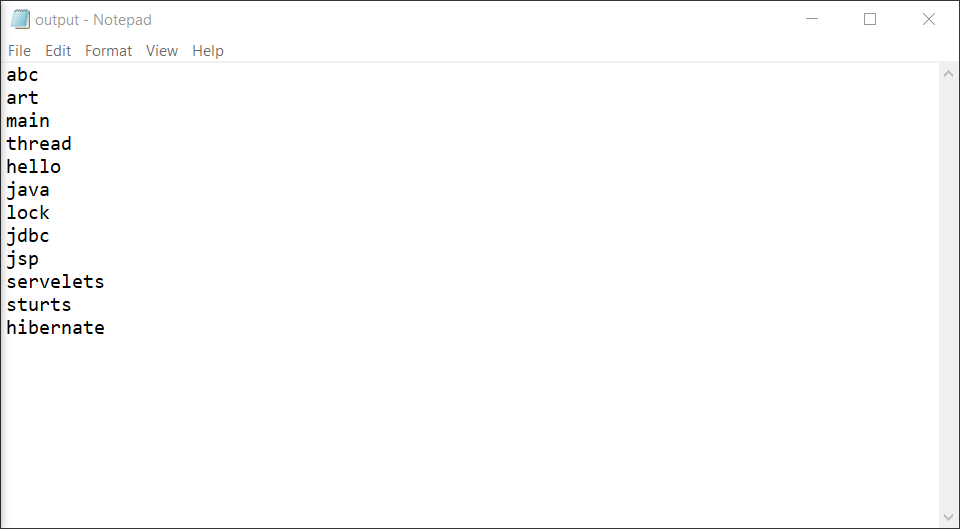 output - Notepad
File Edit Format View Help
abc
art
main
thread
hello
java
lock
jdbc
jsp
servelets
sturts
hibernate